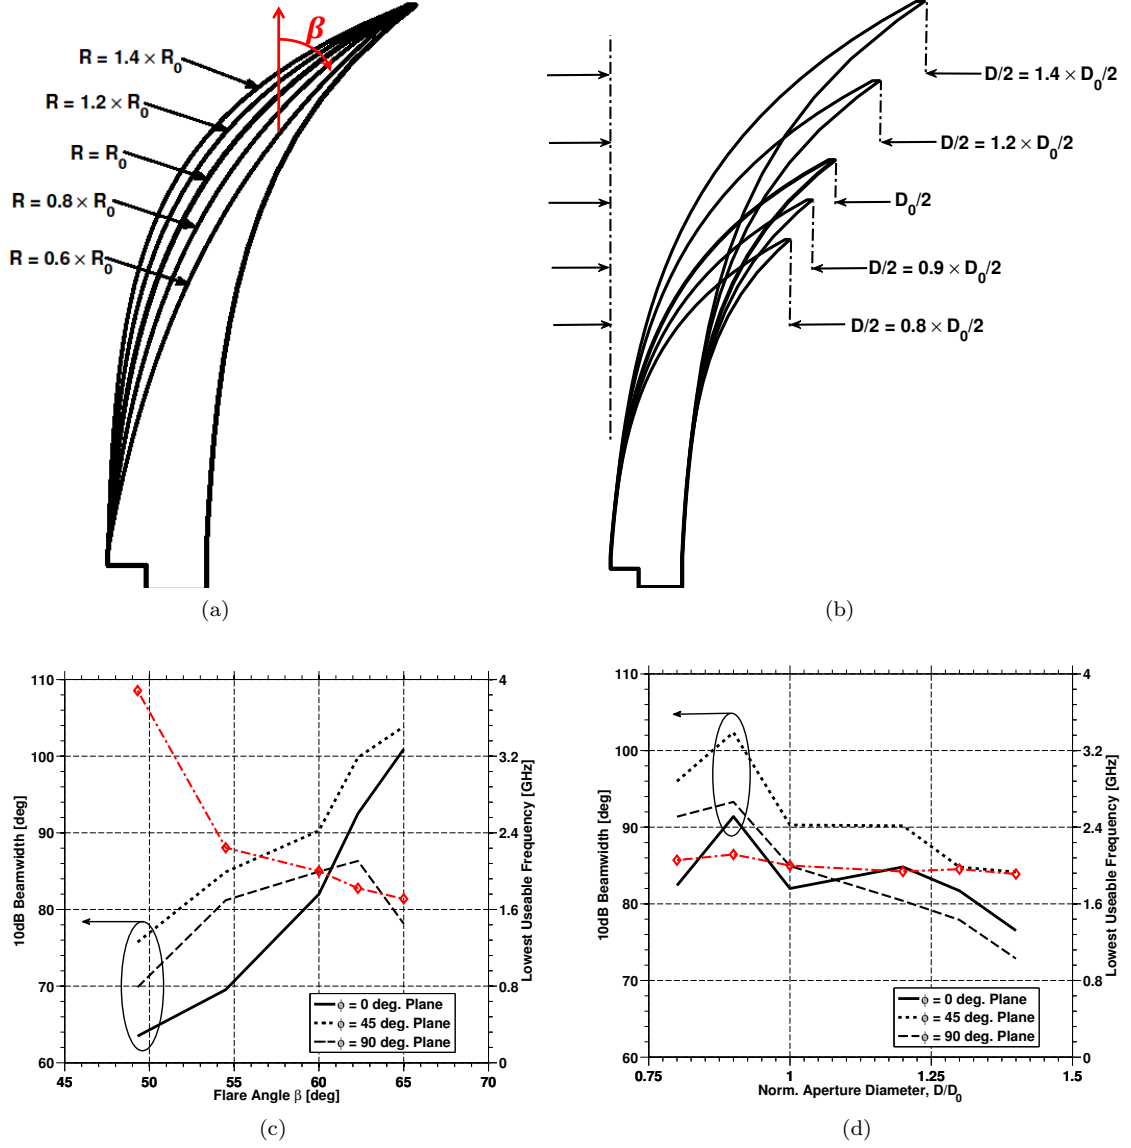 β
R = 1.4 × R0
R = 1.2 × R0
R = R0
R = 0.8 × R0
R = 0.6 × R0
(a)
D/2 = 1.4 × D0/2
D/2 = 1.2 × D0/2
D0/2
D/2 = 0.9 × D0/2
D/2 = 0.8 × D0/2
(b)
110
100
90
80
70
60
10dB Beamwidth [deg]
4
3.2
2.4
1.6
0.8
0
Lowest Useable Frequency [GHz]
ϕ = 0 deg. Plane
ϕ = 45 deg. Plane
ϕ = 90 deg. Plane
45 50 55 60 65 70
Flare Angle β [deg]
(c)
110
100
90
80
70
60
10dB Beamwidth [deg]
4
3.2
2.4
1.6
0.8
0
Lowest Useable Frequency [GHz]
ϕ = 0 deg. Plane
ϕ = 45 deg. Plane
ϕ = 90 deg. Plane
0.75 1 1.25 1.5
Norm. Aperture Diameter, D/D0
(d)